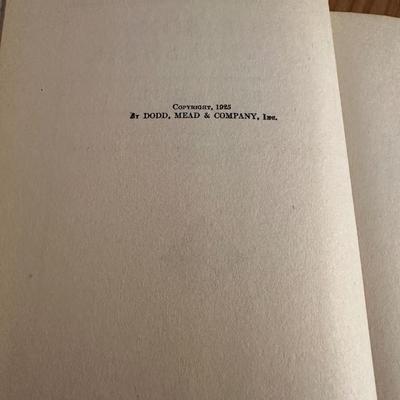 Copyright, 1925
By DODD, MEAD & COMPANY, Inc.